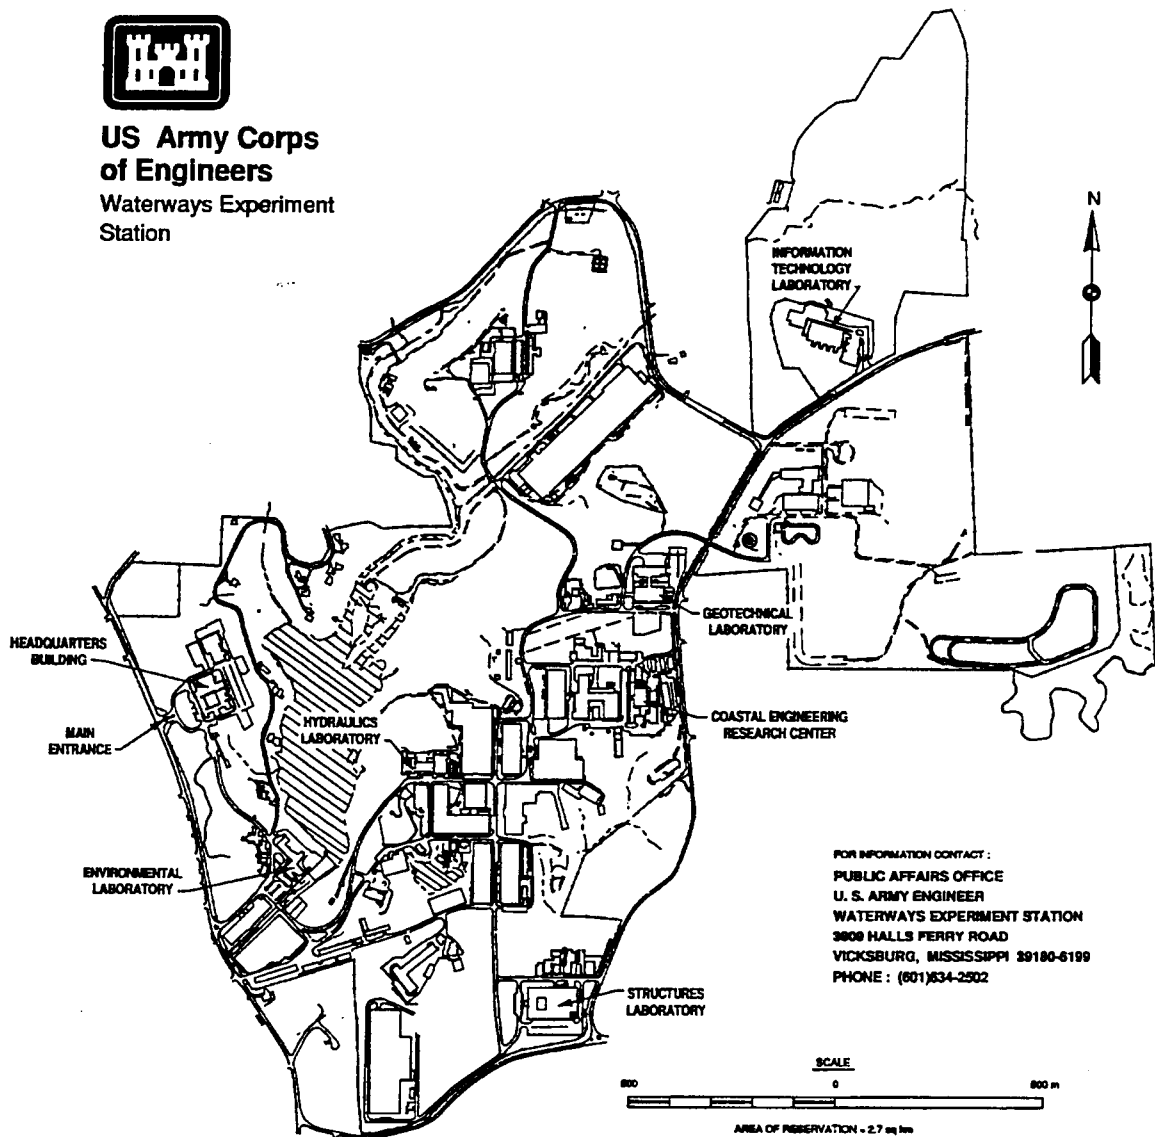 US Army Corps
of Engineers
Waterways Experiment
Station
N
INFORMATION
TECHNOLOGY
LABORATORY
GEOTECHNICAL
LABORATORY
HEADQUARTERS
BUILDING
MAIN
ENTRANCE
HYDRAULICS
LABORATORY
COASTAL ENGINEERING
RESEARCH CENTER
ENVIRONMENTAL
LABORATORY
STRUCTURES
LABORATORY
FOR INFORMATION CONTACT :
PUBLIC AFFAIRS OFFICE
U. S. ARMY ENGINEER
WATERWAYS EXPERIMENT STATION
3909 HALLS FERRY ROAD
VICKSBURG, MISSISSIPPI 39180-6199
PHONE : (601)634-2502
SCALE
0
AREA OF RESERVATION - 2.7 sq km